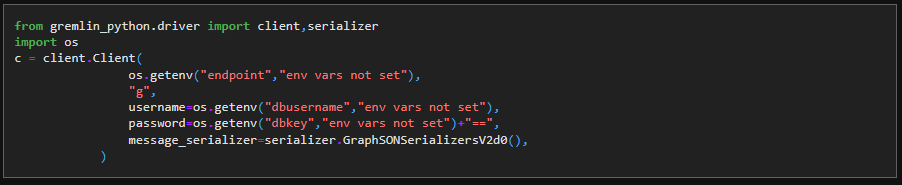 from gremlin_python.driver import client,serializer
import os
c = client.Client(
                os.getenv("endpoint","env vars not set"),
                "g",
                username=os.getenv("dbusername","env vars not set"),
                password=os.getenv("dbkey","env vars not set")+"==",
                message_serializer=serializer.GraphSONSerializersV2d0(),
            )